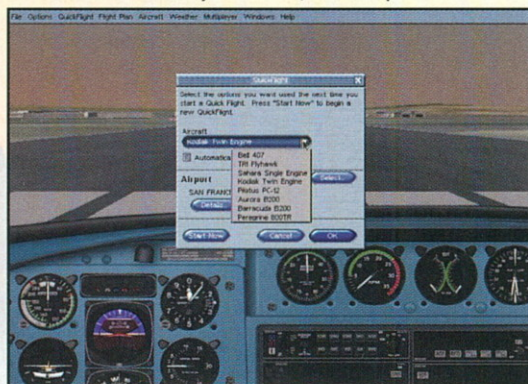 File Options QuickFlight Flight Plan Aircraft Weather Multiplayer Windows Help
QuickFlight
Select the options you want used the next time you
start a Quick Flight. Press "Start Now" to begin a
new QuickFlight.
Aircraft
Kodiak Twin Engine
Bell 407
TRI Flyhawk
Sahara Single Engine
Kodiak Twin Engine
Pilatus PC-12
Aurora B200
Barracuda B200
Peregrine 800TR
Automatica
Airport
Select...
SAN FRANC
Details
Start Now
Cancel
OK